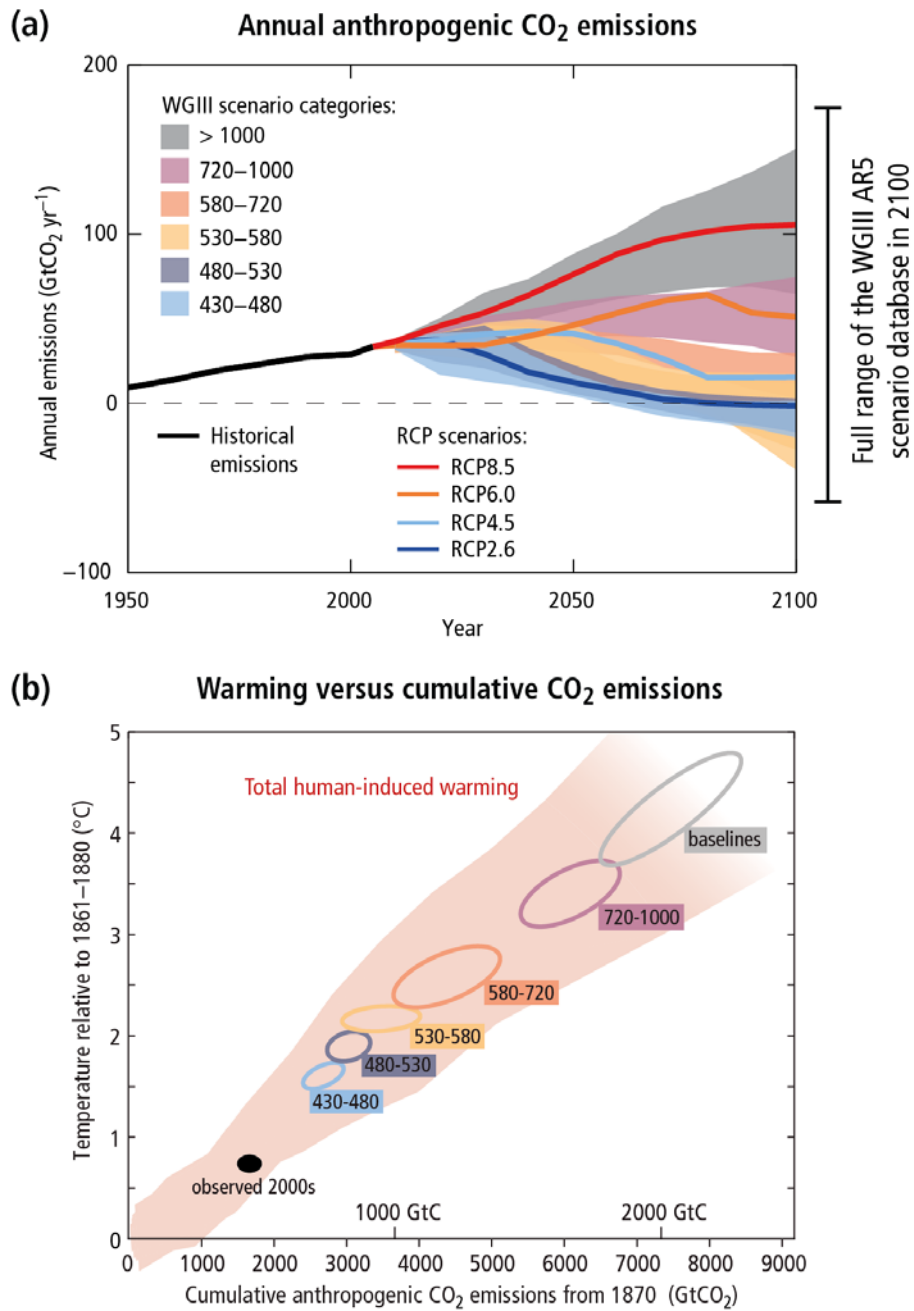 (a) Annual anthropogenic CO₂ emissions
200
WGIII scenario categories:
> 1000
720–1000
580–720
530–580
480–530
430–480
100
0
−100
Annual emissions (GtCO₂ yr⁻¹)
Historical
emissions
RCP scenarios:
RCP8.5
RCP6.0
RCP4.5
RCP2.6
1950 2000 2050 2100
Year
Full range of the WGIII AR5
scenario database in 2100
(b) Warming versus cumulative CO₂ emissions
5
4
3
2
1
0
Temperature relative to 1861–1880 (°C)
Total human-induced warming
baselines
720-1000
580-720
530-580
480-530
430-480
observed 2000s
1000 GtC 2000 GtC
0 1000 2000 3000 4000 5000 6000 7000 8000 9000
Cumulative anthropogenic CO₂ emissions from 1870 (GtCO₂)